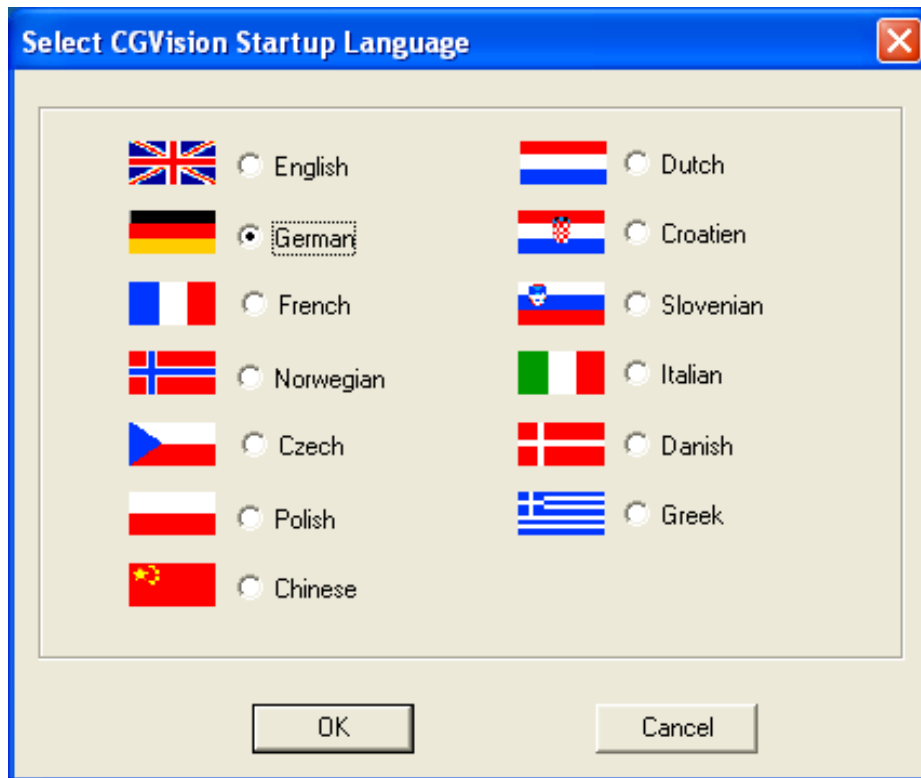 Select CGVision Startup Language
English
German
French
Norwegian
Czech
Polish
Chinese
Dutch
Croatien
Slovenian
Italian
Danish
Greek
OK
Cancel